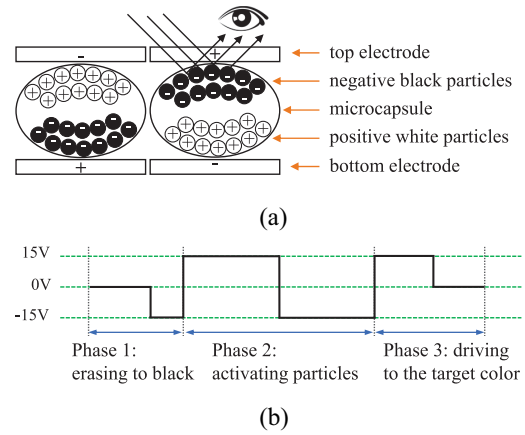 - +
top electrode
negative black particles
microcapsule
positive white particles
bottom electrode
+ -
(a)
15V
0V
-15V
Phase 1: Phase 2: Phase 3: driving
erasing to black activating particles to the target color
(b)